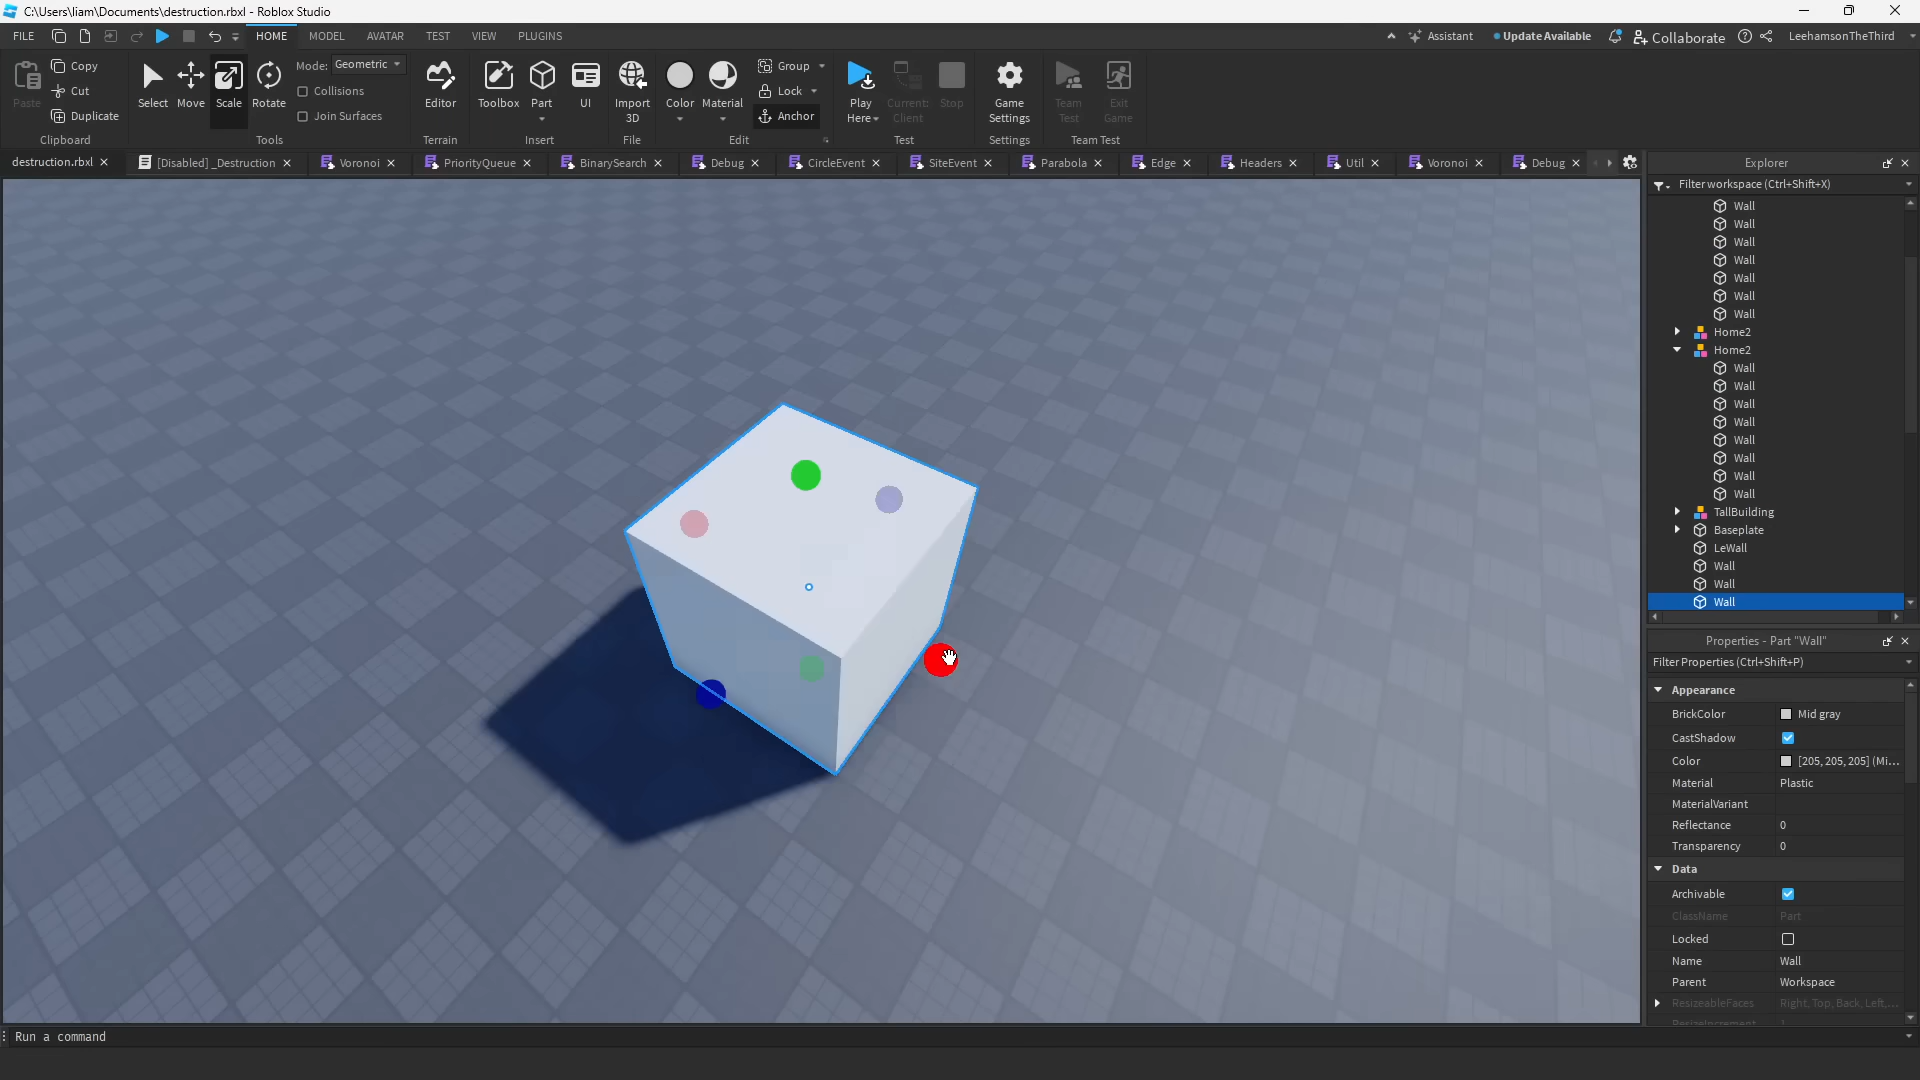 C:\Users\liam\Documents\destruction.rbxl - Roblox Studio
FILE
HOME
MODEL
AVATAR
TEST
VIEW
PLUGINS
Assistant
Update Available
Collaborate
LeehamsonTheThird
Paste
Copy
Cut
Duplicate
Clipboard
Select
Move
Scale
Rotate
Mode: Geometric
Collisions
Join Surfaces
Tools
Editor
Terrain
Toolbox
Part
UI
Insert
Import
3D
File
Color
Material
Group
Lock
Anchor
Edit
Play
Here
Current:
Client
Stop
Test
Game
Settings
Settings
Team
Test
Exit
Game
Team Test
destruction.rbxl
[Disabled] _Destruction
Voronoi
PriorityQueue
BinarySearch
Debug
CircleEvent
SiteEvent
Parabola
Edge
Headers
Util
Voronoi
Debug
Explorer
Filter workspace (Ctrl+Shift+X)
Wall
Wall
Wall
Wall
Wall
Wall
Wall
Home2
Home2
Wall
Wall
Wall
Wall
Wall
Wall
Wall
Wall
TallBuilding
Baseplate
LeWall
Wall
Wall
Wall
Properties - Part "Wall"
Filter Properties (Ctrl+Shift+P)
Appearance
BrickColor Mid gray
CastShadow
Color [205, 205, 205] (Mi...
Material Plastic
MaterialVariant
Reflectance 0
Transparency 0
Data
Archivable
ClassName Part
Locked
Name Wall
Parent Workspace
ResizeableFaces Right, Top, Back, Left,...
Run a command